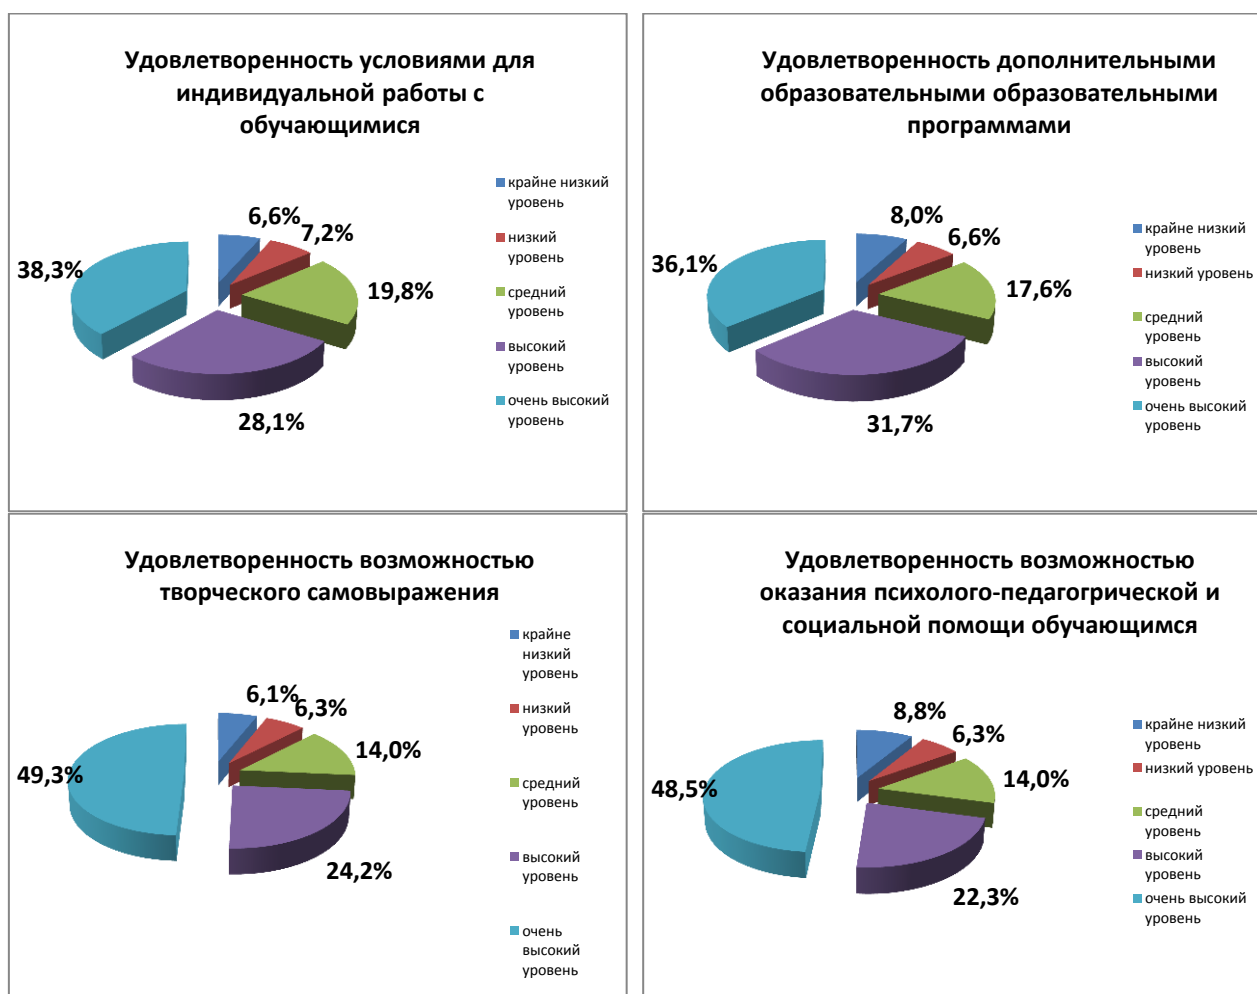 Удовлетворенность условиями для
индивидуальной работы с
обучающимися
6,6%
7,2%
19,8%
28,1%
38,3%
крайне низкий
уровень
низкий
уровень
средний
уровень
высокий
уровень
очень высокий
уровень
Удовлетворенность дополнительными
образовательными образовательными
программами
8,0%
6,6%
17,6%
31,7%
36,1%
крайне низкий
уровень
низкий уровень
средний
уровень
высокий
уровень
очень высокий
уровень
Удовлетворенность возможностью
творческого самовыражения
6,1%
6,3%
14,0%
24,2%
49,3%
крайне
низкий
уровень
низкий
уровень
средний
уровень
высокий
уровень
очень
высокий
уровень
Удовлетворенность возможностью
оказания психолого-педагогрической и
социальной помощи обучающимся
8,8%
6,3%
14,0%
22,3%
48,5%
крайне низкий
уровень
низкий уровень
средний
уровень
высокий
уровень
очень высокий
уровень